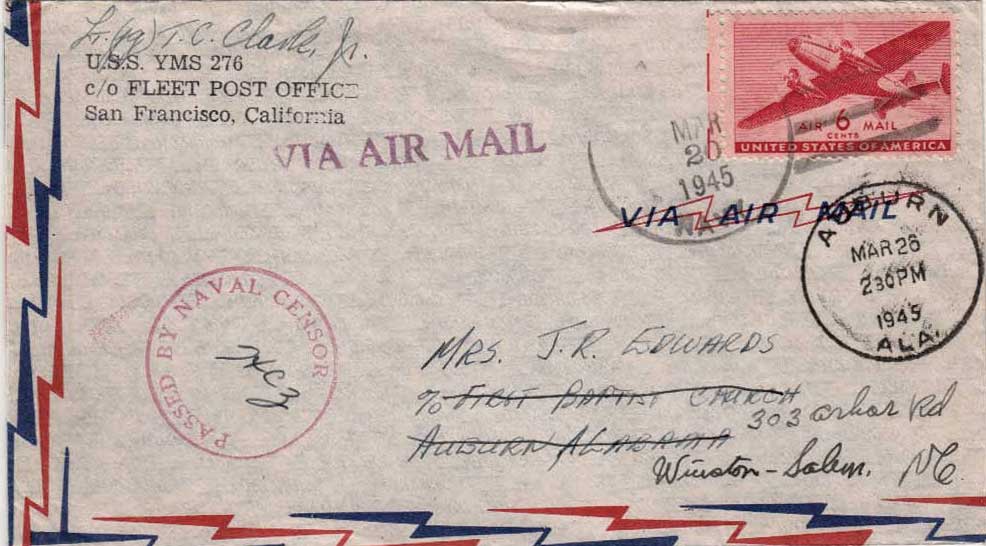 Lt. (jg) T. C. Clarke, Jr.
U.S.S. YMS 276
c/o FLEET POST OFFICE
San Francisco, California
VIA AIR MAIL
AIR 6 MAIL
CENTS
UNITED STATES OF AMERICA
MAR
20
1945
VIA AIR MAIL
AUBURN
MAR 26
230PM
1945
ALA.
PASSED BY NAVAL CENSOR
MRS. J. R. EDWARDS
c/o FIRST BAPTIST CHURCH
303 arbor Rd
AUBURN ALABAMA
Winston-Salem, NC